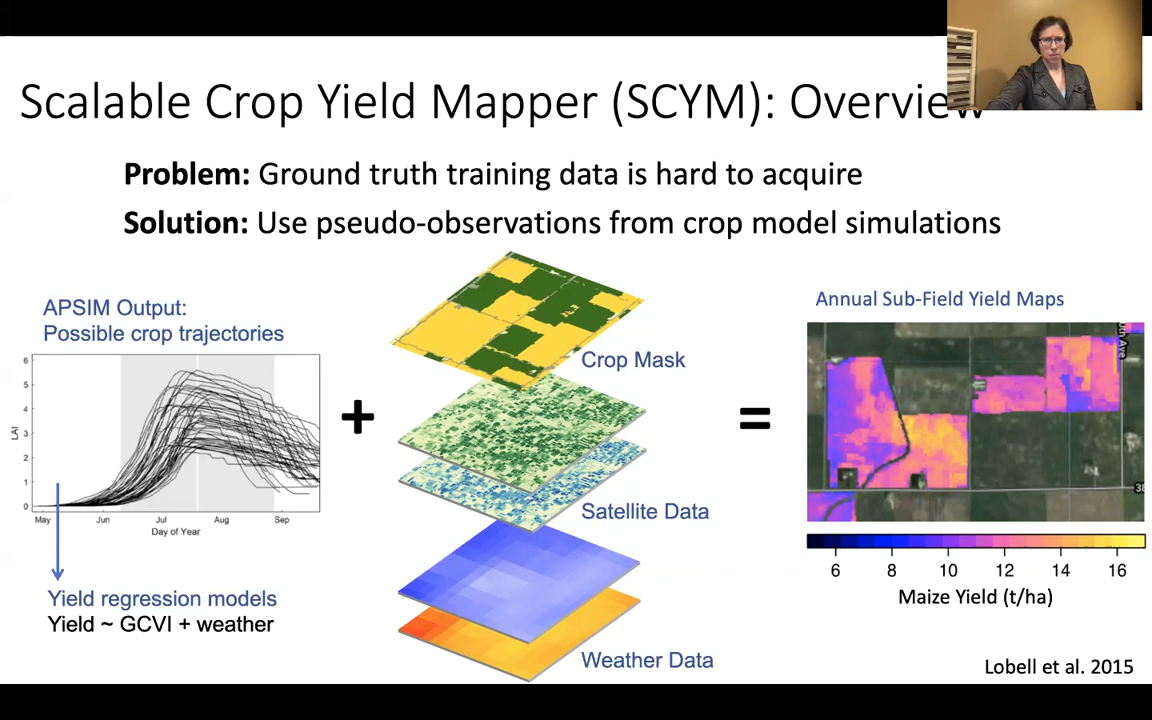 Scalable Crop Yield Mapper (SCYM): Overview
Problem: Ground truth training data is hard to acquire
Solution: Use pseudo-observations from crop model simulations
APSIM Output:
Possible crop trajectories
6
5
4
3
2
1
0
LAI
May Jun Jul Aug Sep
Day of Year
Yield regression models
Yield ~ GCVI + weather
+
Crop Mask
Satellite Data
Weather Data
=
Annual Sub-Field Yield Maps
Ave
38
6 8 10 12 14 16
Maize Yield (t/ha)
Lobell et al. 2015